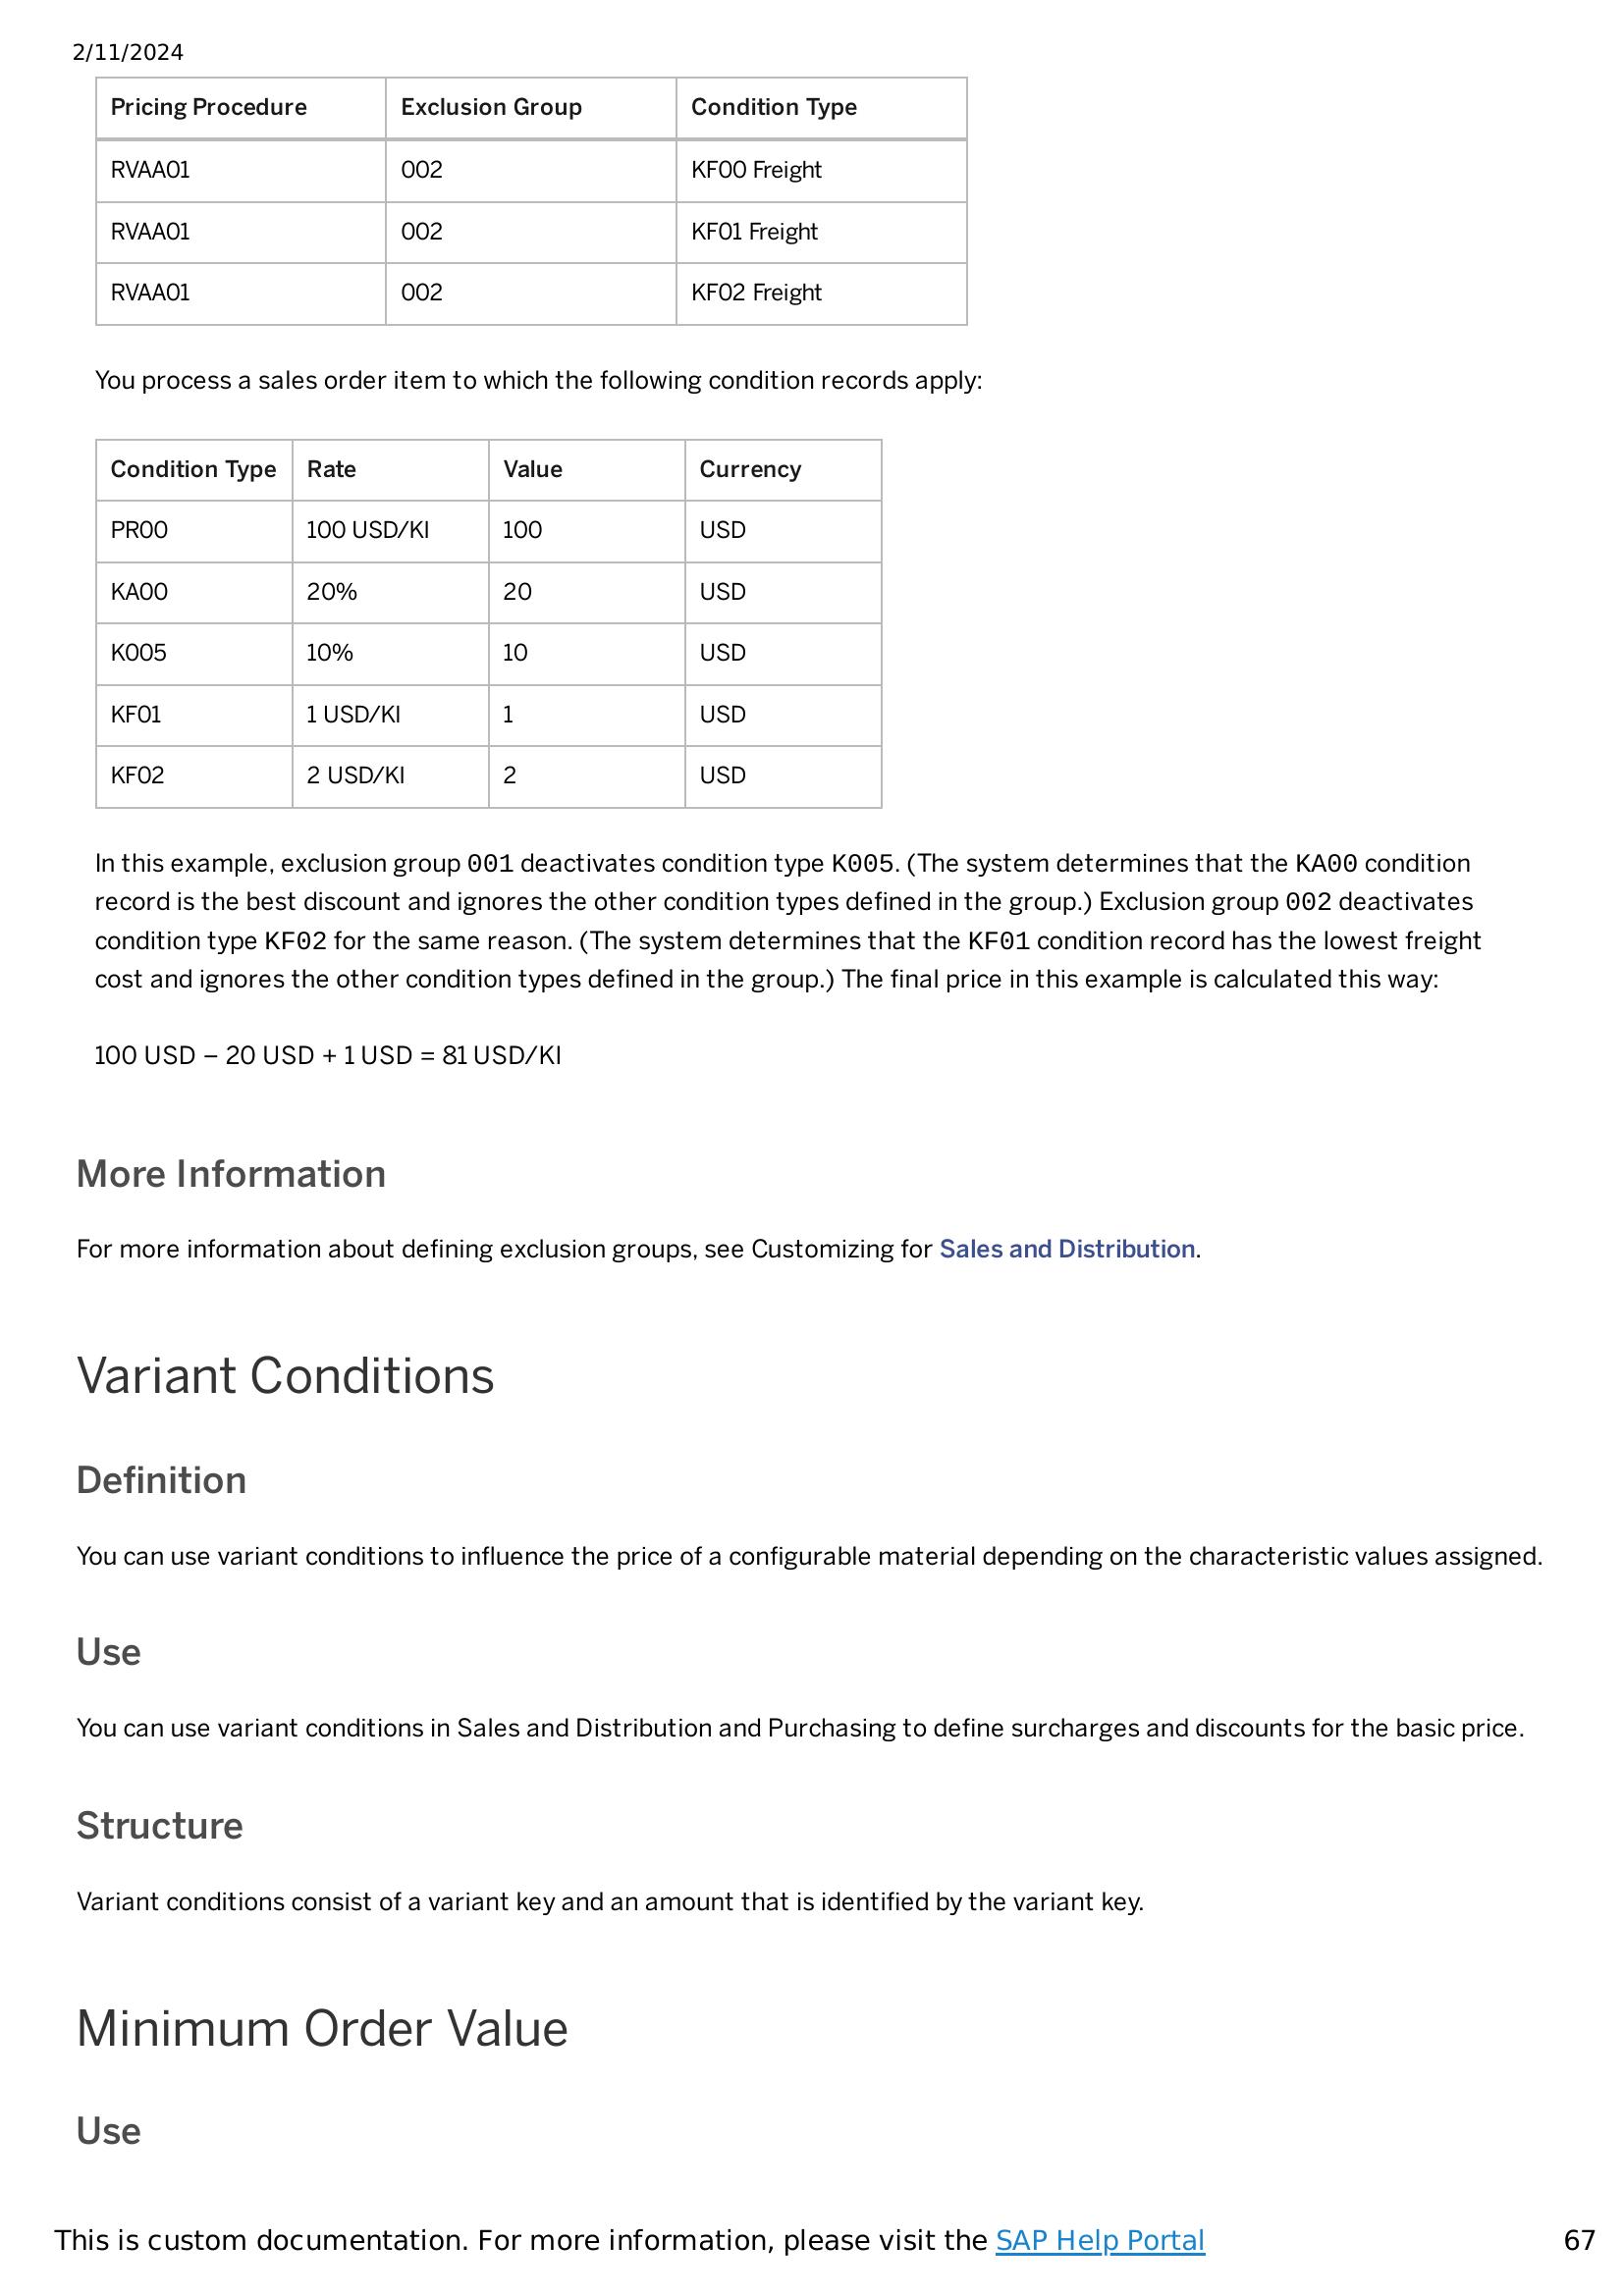 2/11/2024
Pricing Procedure Exclusion Group Condition Type
RVAA01 002 KF00 Freight
RVAA01 002 KF01 Freight
RVAA01 002 KF02 Freight
You process a sales order item to which the following condition records apply:
Condition Type Rate Value Currency
PR00 100 USD/KI 100 USD
KA00 20% 20 USD
K005 10% 10 USD
KF01 1 USD/KI 1 USD
KF02 2 USD/KI 2 USD
In this example, exclusion group 001 deactivates condition type K005. (The system determines that the KA00 condition
record is the best discount and ignores the other condition types defined in the group.) Exclusion group 002 deactivates
condition type KF02 for the same reason. (The system determines that the KF01 condition record has the lowest freight
cost and ignores the other condition types defined in the group.) The final price in this example is calculated this way:
100 USD – 20 USD + 1 USD = 81 USD/KI
More Information
For more information about defining exclusion groups, see Customizing for Sales and Distribution.
Variant Conditions
Definition
You can use variant conditions to influence the price of a configurable material depending on the characteristic values assigned.
Use
You can use variant conditions in Sales and Distribution and Purchasing to define surcharges and discounts for the basic price.
Structure
Variant conditions consist of a variant key and an amount that is identified by the variant key.
Minimum Order Value
Use
This is custom documentation. For more information, please visit the SAP Help Portal 67